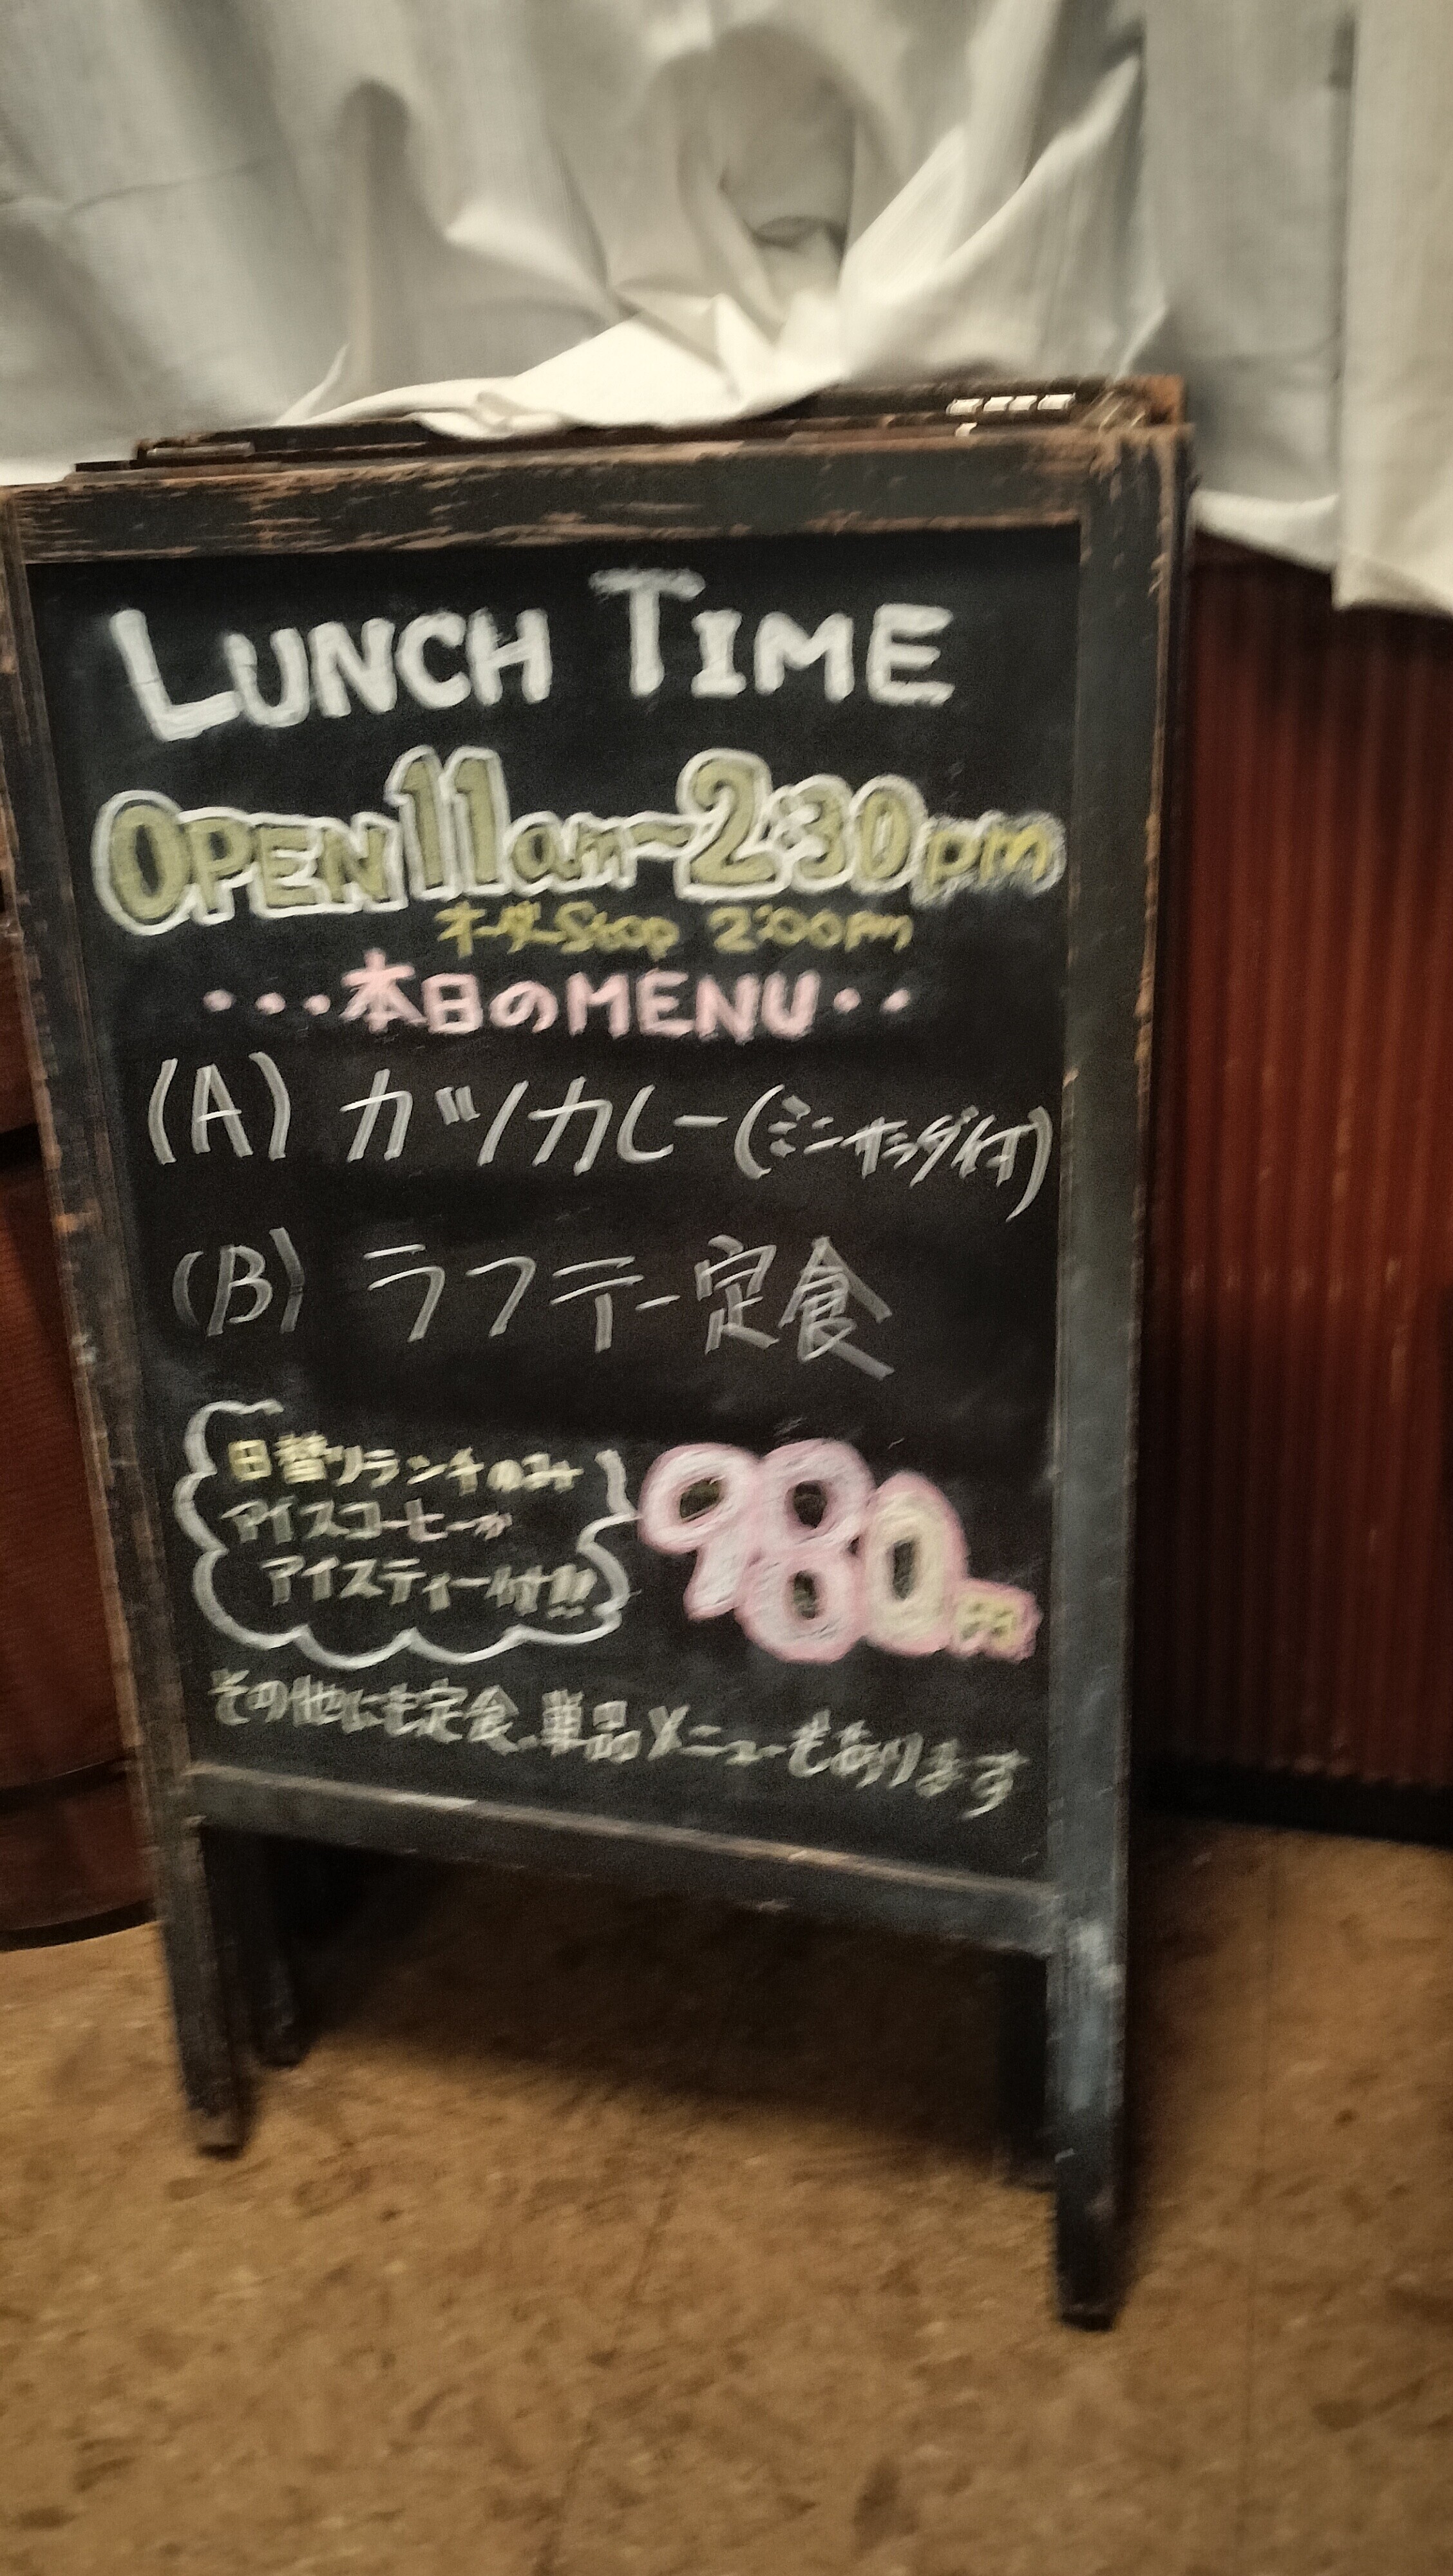 LUNCH TIME
OPEN 11am~2:30pm
オーダーStop 2:00pm
・・・本日のMENU・・
(A) カツカレー(ミニサラダ付)
(B) ラフテー定食
日替りランチのみ
アイスコーヒーか
アイスティー付!!
980円
その他にも定食、単品メニューもあります